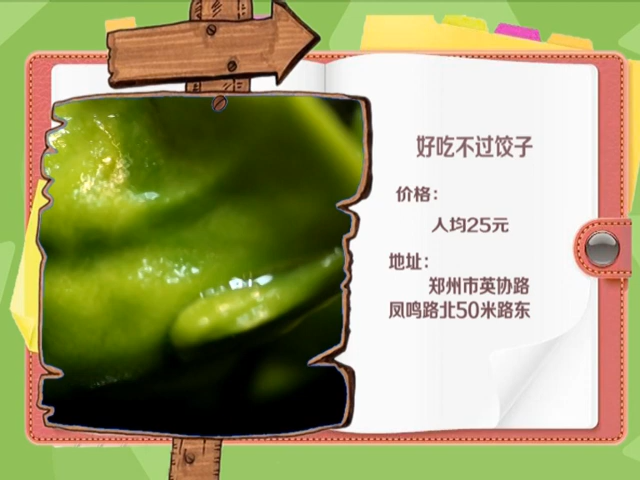 好吃不过饺子
价格：
人均25元
地址：
郑州市英协路
凤鸣路北50米路东